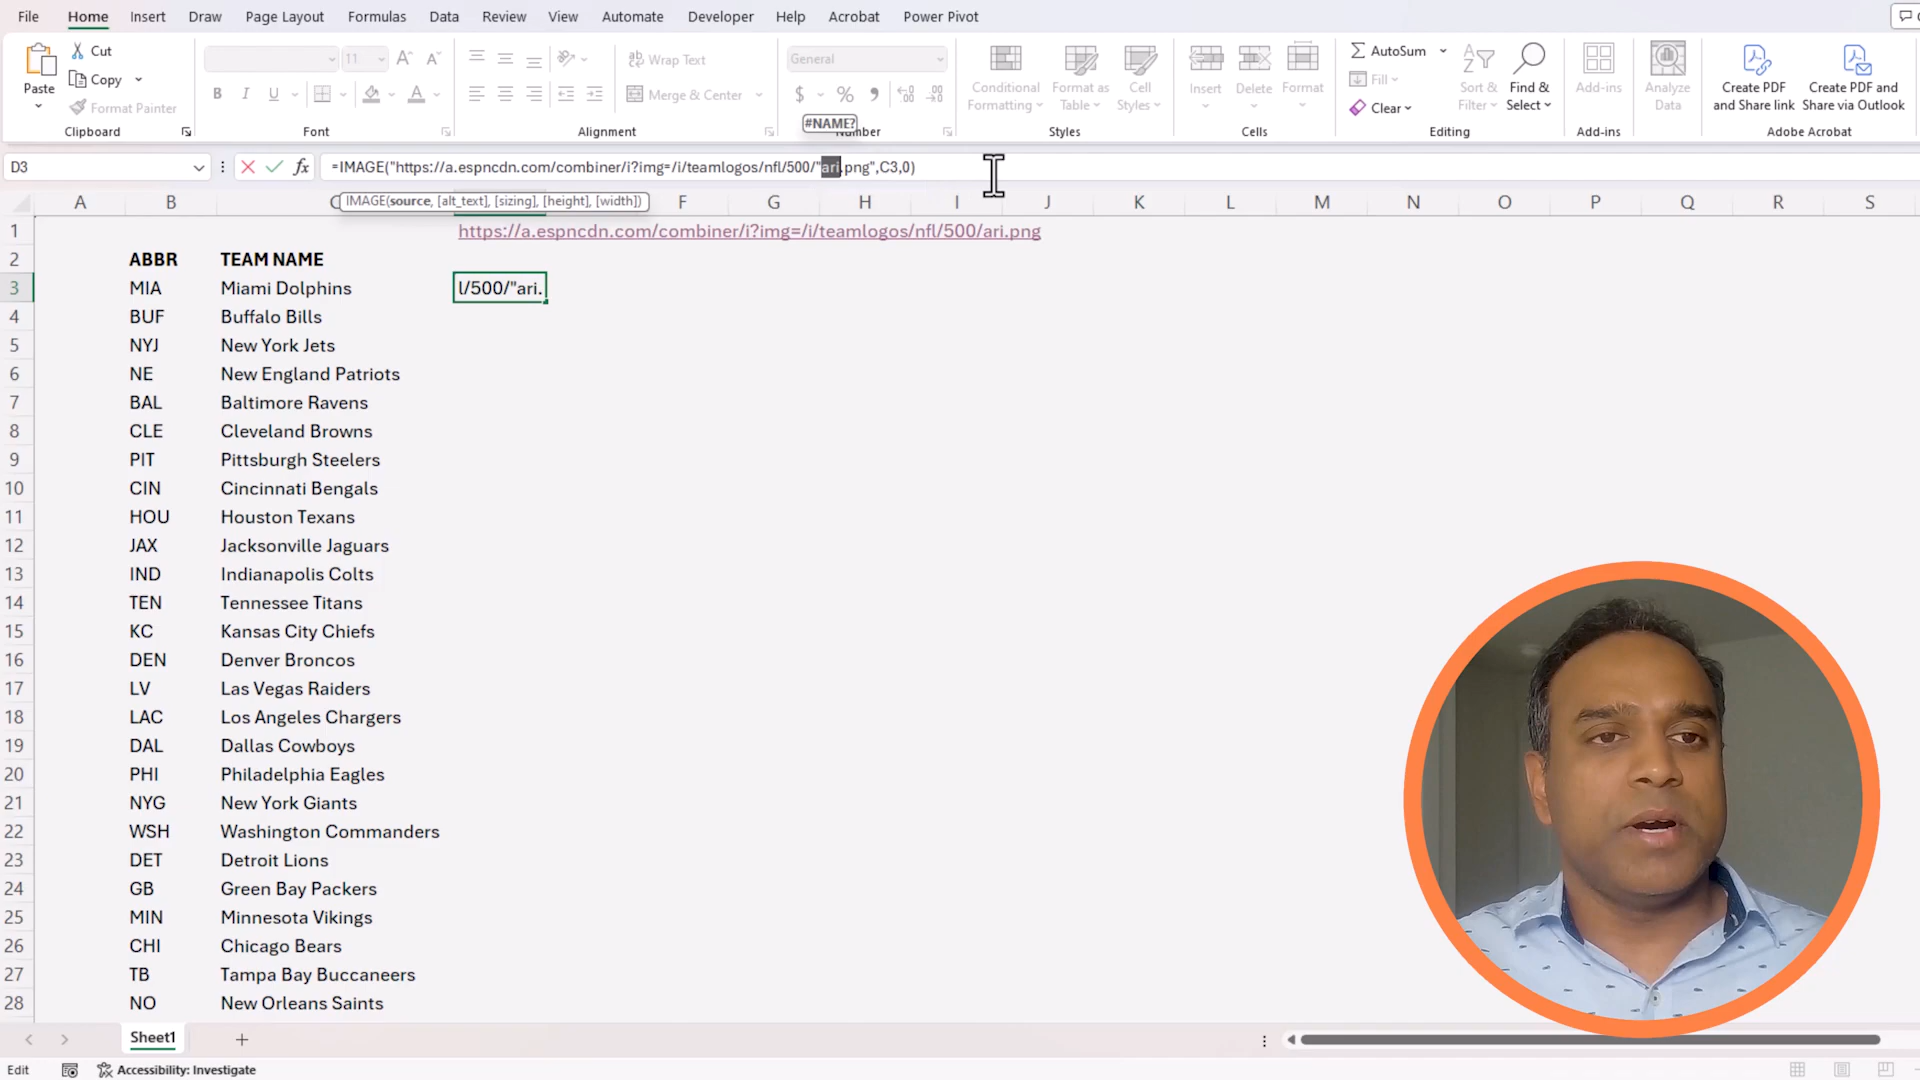 File Home Insert Draw Page Layout Formulas Data Review View Automate Developer Help Acrobat Power Pivot
Paste
Cut
Copy
Format Painter
Clipboard
11
B I U
Font
Wrap Text
Merge & Center
Alignment
General
$ % 9
#NAME?
Number
Conditional Formatting
Format as Table
Cell Styles
Styles
Insert
Delete
Format
Cells
AutoSum
Fill
Clear
Sort & Filter
Find & Select
Editing
Add-ins
Add-ins
Analyze Data
Create PDF and Share link
Create PDF and Share via Outlook
Adobe Acrobat
D3 fx =IMAGE("https://a.espncdn.com/combiner/i?img=/i/teamlogos/nfl/500/"ari.png",C3,0)
IMAGE(source, [alt_text], [sizing], [height], [width])
A B C F G H I J K L M N O P Q R S
1 https://a.espncdn.com/combiner/i?img=/i/teamlogos/nfl/500/ari.png
2 ABBR TEAM NAME
3 MIA Miami Dolphins l/500/"ari.
4 BUF Buffalo Bills
5 NYJ New York Jets
6 NE New England Patriots
7 BAL Baltimore Ravens
8 CLE Cleveland Browns
9 PIT Pittsburgh Steelers
10 CIN Cincinnati Bengals
11 HOU Houston Texans
12 JAX Jacksonville Jaguars
13 IND Indianapolis Colts
14 TEN Tennessee Titans
15 KC Kansas City Chiefs
16 DEN Denver Broncos
17 LV Las Vegas Raiders
18 LAC Los Angeles Chargers
19 DAL Dallas Cowboys
20 PHI Philadelphia Eagles
21 NYG New York Giants
22 WSH Washington Commanders
23 DET Detroit Lions
24 GB Green Bay Packers
25 MIN Minnesota Vikings
26 CHI Chicago Bears
27 TB Tampa Bay Buccaneers
28 NO New Orleans Saints
Sheet1
Edit Accessibility: Investigate